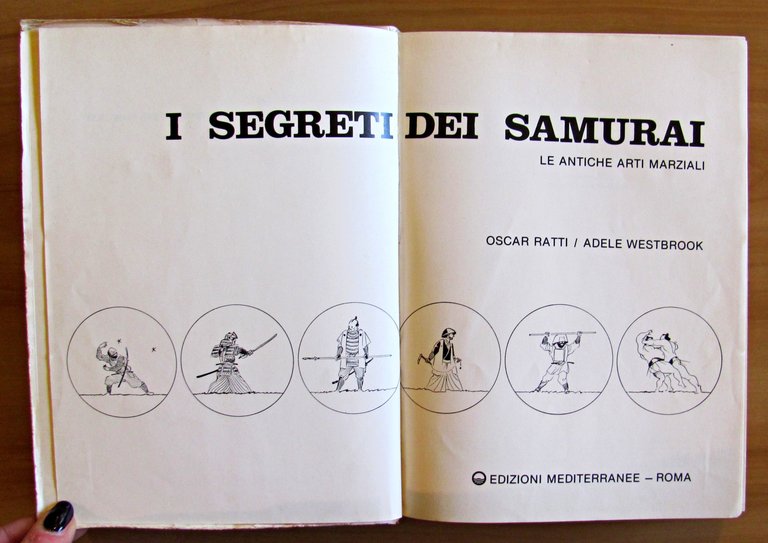 I SEGRETI DEI SAMURAI
LE ANTICHE ARTI MARZIALI
OSCAR RATTI / ADELE WESTBROOK
EDIZIONI MEDITERRANEE – ROMA